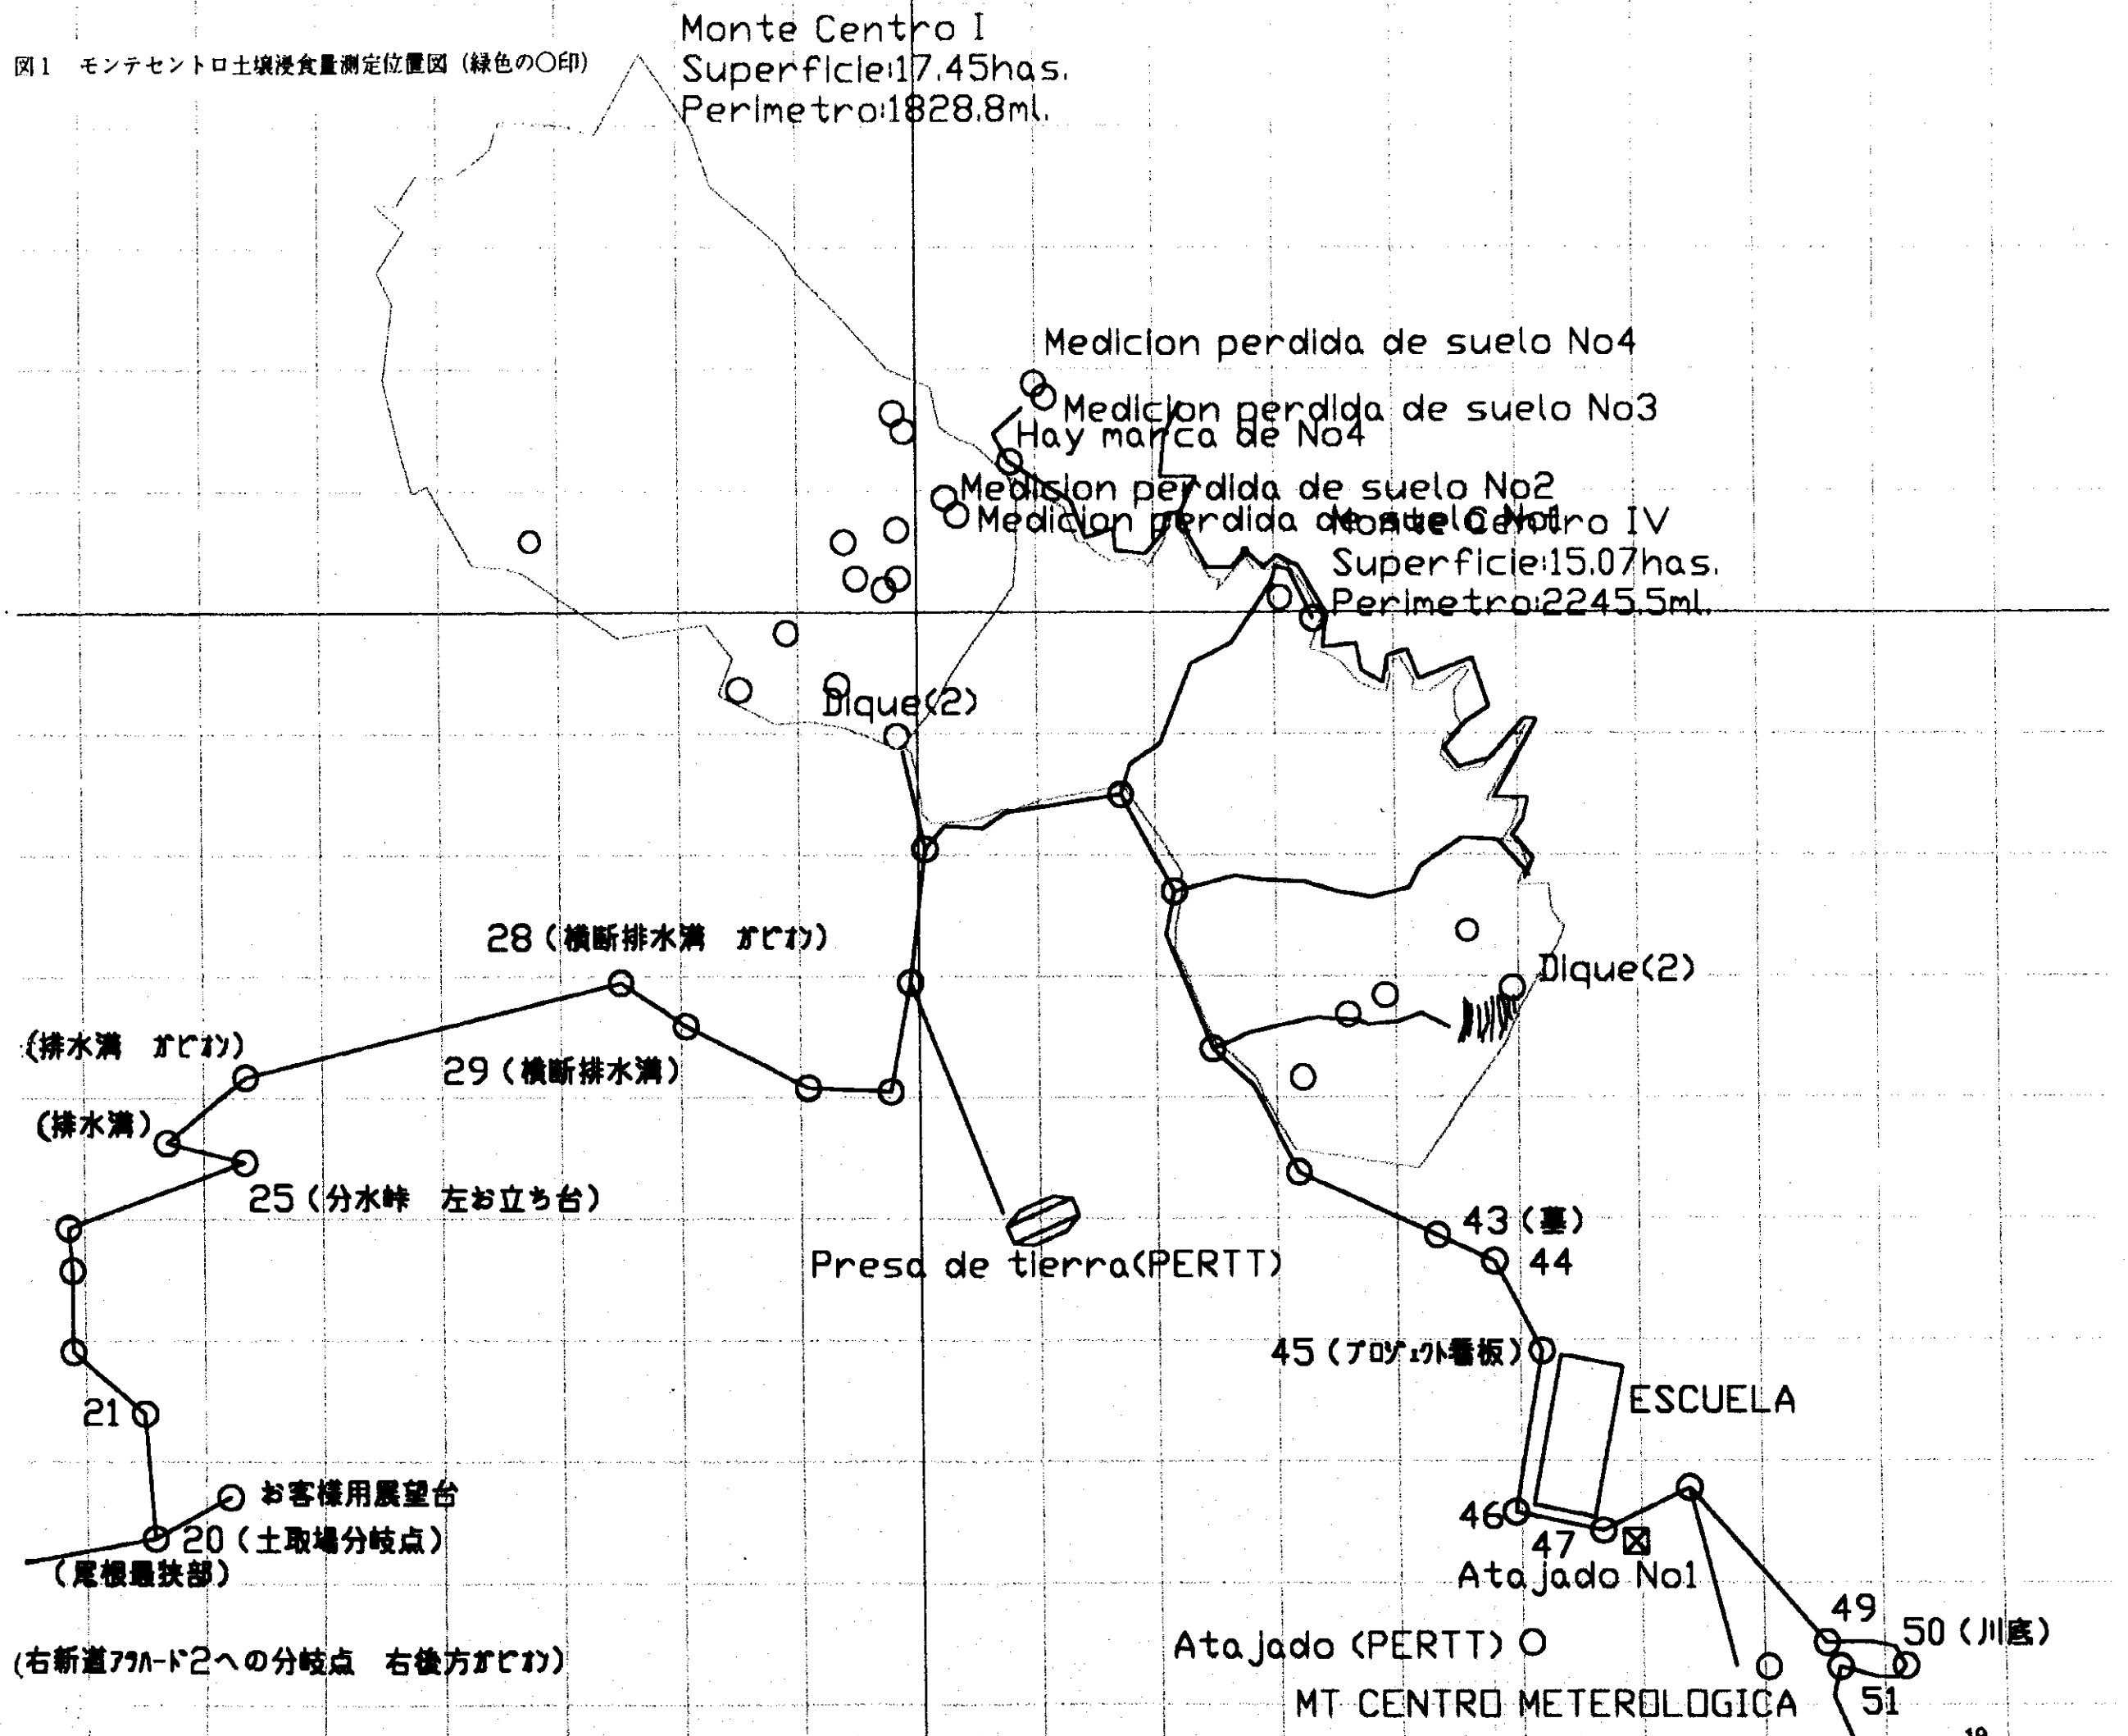 Monte Centro I
図1　モンテセントロ土壌浸食量測定位置図（緑色の○印）
Superficie:17.45has.
Perimetro:1828.8ml.
Medicion perdida de suelo No4
Medicion perdida de suelo No3
Hay marca de No4
Medicion perdida de suelo No2
Medicion perdida de suelo No1
Monte Centro IV
Superficie:15.07has.
Perimetro:2245.5ml.
Dique(2)
28（横断排水溝　ｶﾞﾋﾞｵﾝ）
Dique(2)
(排水溝　ｶﾞﾋﾞｵﾝ)
29（横断排水溝）
(排水溝)
25（分水峠　左お立ち台）
43（墓）
44
Presa de tierra(PERTT)
45（ﾌﾟﾛｼﾞｪｸﾄ看板）
21
ESCUELA
お客様用展望台
46
20（土取場分岐点）
47
(尾根最狭部)
Atajado No1
49
50（川底）
Atajado (PERTT)
(右新道ｱﾗﾊｰﾄﾞ2への分岐点　右後方ｶﾞﾋﾞｵﾝ)
MT CENTRO METEROLOGICA
51
19